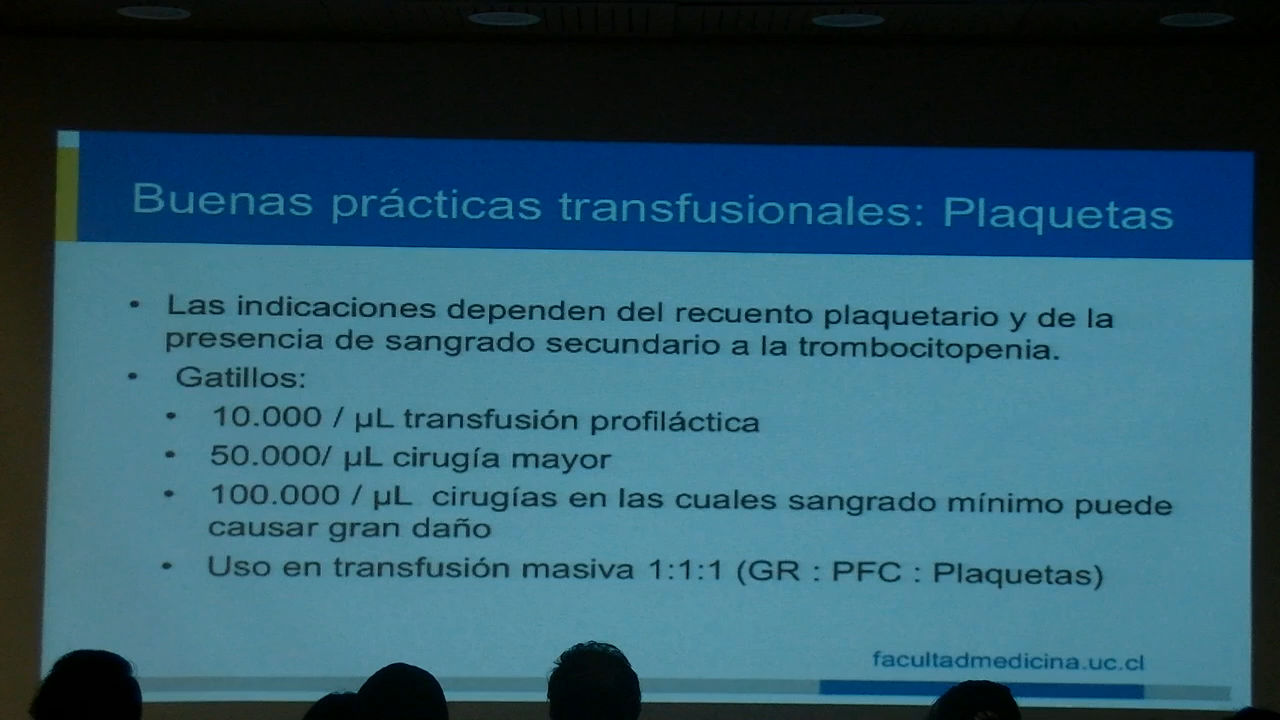 Buenas prácticas transfusionales: Plaquetas
• Las indicaciones dependen del recuento plaquetario y de la
presencia de sangrado secundario a la trombocitopenia.
• Gatillos:
• 10.000 / µL transfusión profiláctica
• 50.000/ µL cirugía mayor
• 100.000 / µL cirugías en las cuales sangrado mínimo puede
causar gran daño
• Uso en transfusión masiva 1:1:1 (GR : PFC : Plaquetas)
facultadmedicina.uc.cl